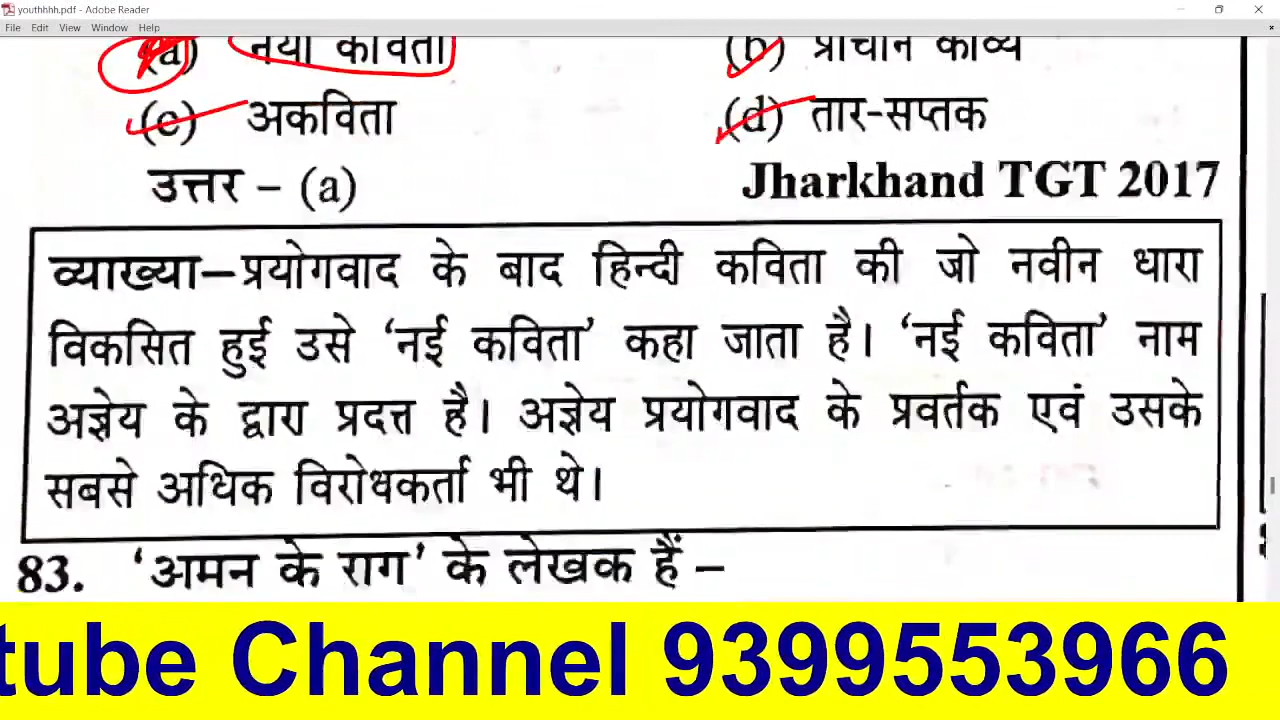 youthhhh.pdf - Adobe Reader
File Edit View Window Help
(a) नयी कविता (b) प्राचीन काव्य
(c) अकविता (d) तार-सप्तक
उत्तर – (a) Jharkhand TGT 2017
व्याख्या–प्रयोगवाद के बाद हिन्दी कविता की जो नवीन धारा
विकसित हुई उसे ‘नई कविता’ कहा जाता है। ‘नई कविता’ नाम
अज्ञेय के द्वारा प्रदत्त है। अज्ञेय प्रयोगवाद के प्रवर्तक एवं उसके
सबसे अधिक विरोधकर्ता भी थे।
83. ‘अमन के राग’ के लेखक हैं –
tube Channel 9399553966